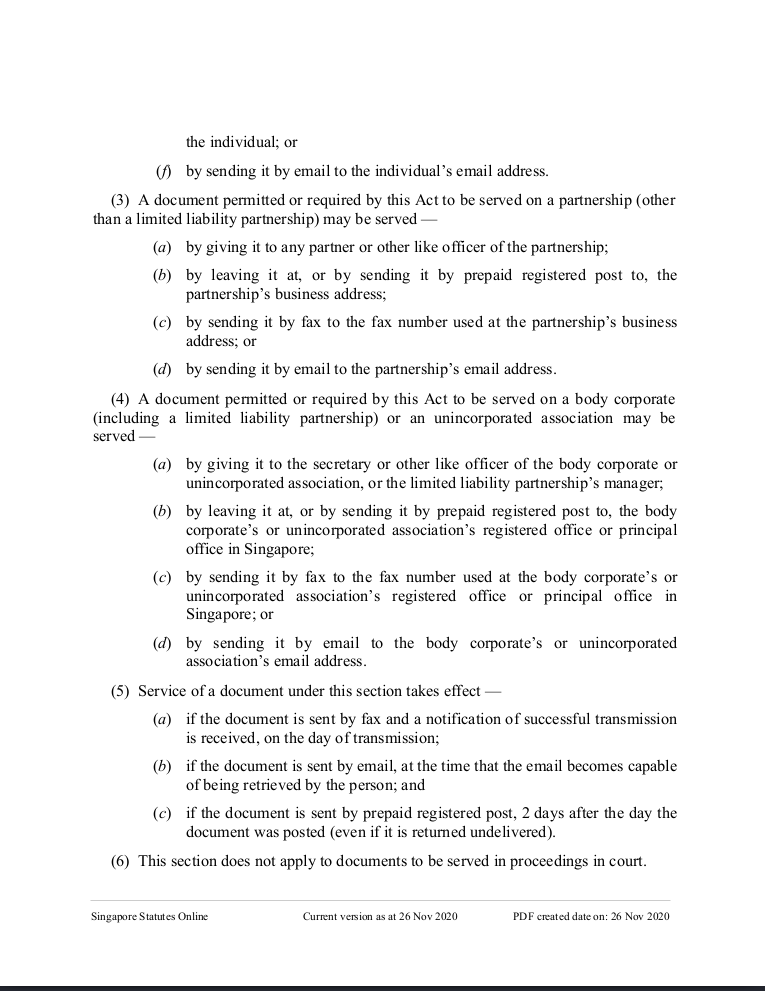 the individual; or
(f) by sending it by email to the individual’s email address.
(3) A document permitted or required by this Act to be served on a partnership (other
than a limited liability partnership) may be served —
(a) by giving it to any partner or other like officer of the partnership;
(b) by leaving it at, or by sending it by prepaid registered post to, the
partnership’s business address;
(c) by sending it by fax to the fax number used at the partnership’s business
address; or
(d) by sending it by email to the partnership’s email address.
(4) A document permitted or required by this Act to be served on a body corporate
(including a limited liability partnership) or an unincorporated association may be
served —
(a) by giving it to the secretary or other like officer of the body corporate or
unincorporated association, or the limited liability partnership’s manager;
(b) by leaving it at, or by sending it by prepaid registered post to, the body
corporate’s or unincorporated association’s registered office or principal
office in Singapore;
(c) by sending it by fax to the fax number used at the body corporate’s or
unincorporated association’s registered office or principal office in
Singapore; or
(d) by sending it by email to the body corporate’s or unincorporated
association’s email address.
(5) Service of a document under this section takes effect —
(a) if the document is sent by fax and a notification of successful transmission
is received, on the day of transmission;
(b) if the document is sent by email, at the time that the email becomes capable
of being retrieved by the person; and
(c) if the document is sent by prepaid registered post, 2 days after the day the
document was posted (even if it is returned undelivered).
(6) This section does not apply to documents to be served in proceedings in court.
Singapore Statutes Online Current version as at 26 Nov 2020 PDF created date on: 26 Nov 2020